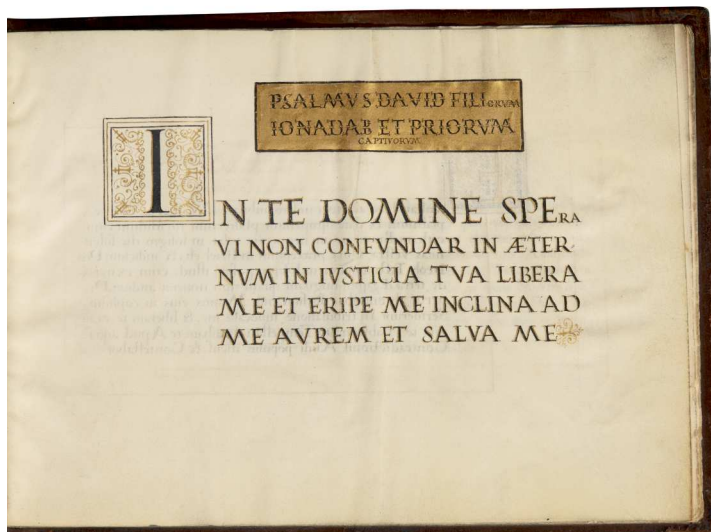 PSALMVS DAVID FILIORVM
IONADAB ET PRIORVM
CAPTIVORVM
IN TE DOMINE SPERA
VI NON CONFVNDAR IN ÆTER-
NVM IN IVSTICIA TVA LIBERA
ME ET ERIPE ME INCLINA AD
ME AVREM ET SALVA ME